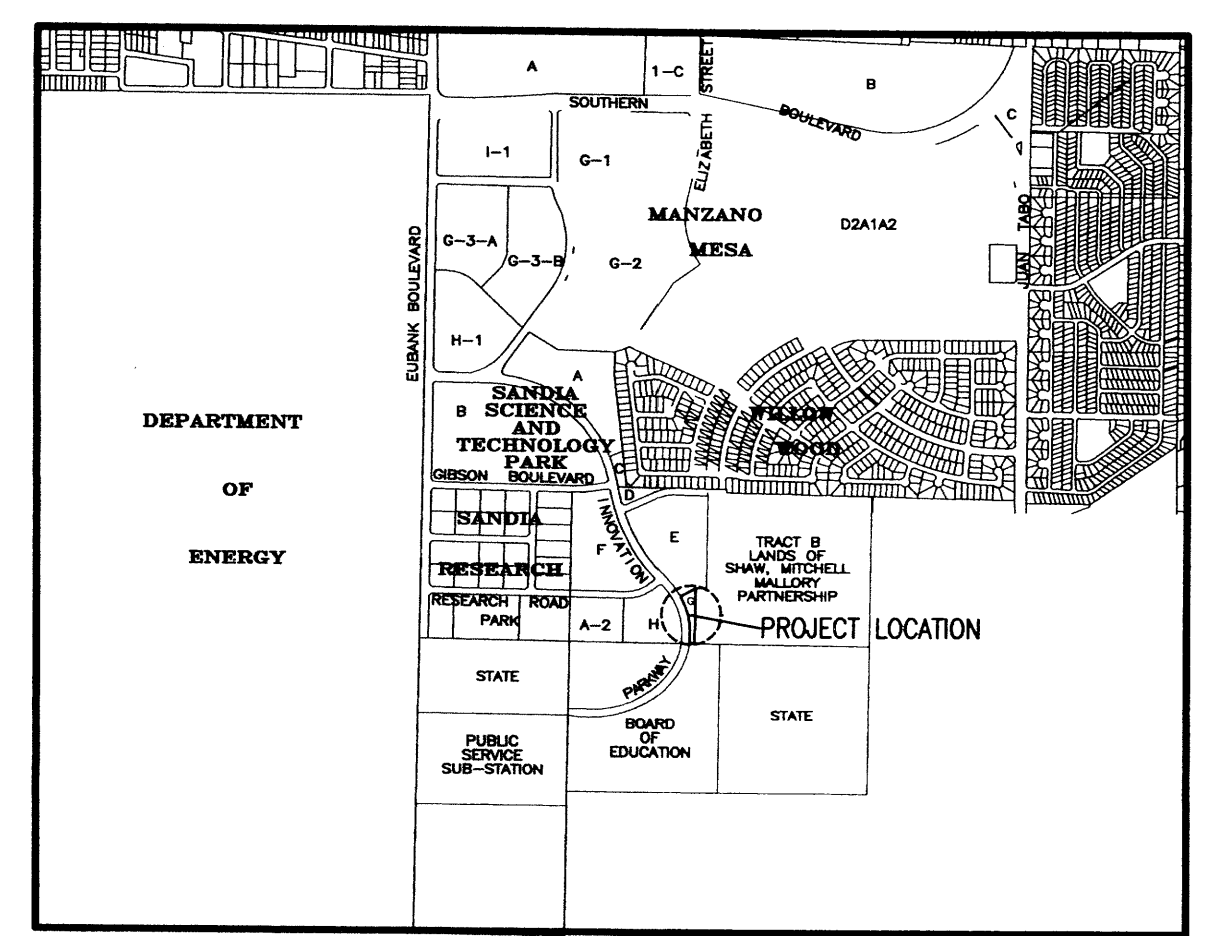 A
1-C
STREET
B
SOUTHERN
BOULEVARD
C
I-1
G-1
ELIZABETH
MANZANO
MESA
D2A1A2
JUAN TABO
G-3-A
G-3-B
G-2
EUBANK BOULEVARD
H-1
A
B
SANDIA
SCIENCE
AND
TECHNOLOGY
PARK
WILLOW
WOOD
DEPARTMENT
OF
ENERGY
GIBSON BOULEVARD
C
D
SANDIA
RESEARCH
INNOVATION
F
E
TRACT B
LANDS OF
SHAW, MITCHELL
MALLORY
PARTNERSHIP
RESEARCH ROAD
PARK
A-2
H
G
PROJECT LOCATION
PARKWAY
STATE
PUBLIC
SERVICE
SUB-STATION
BOARD
OF
EDUCATION
STATE